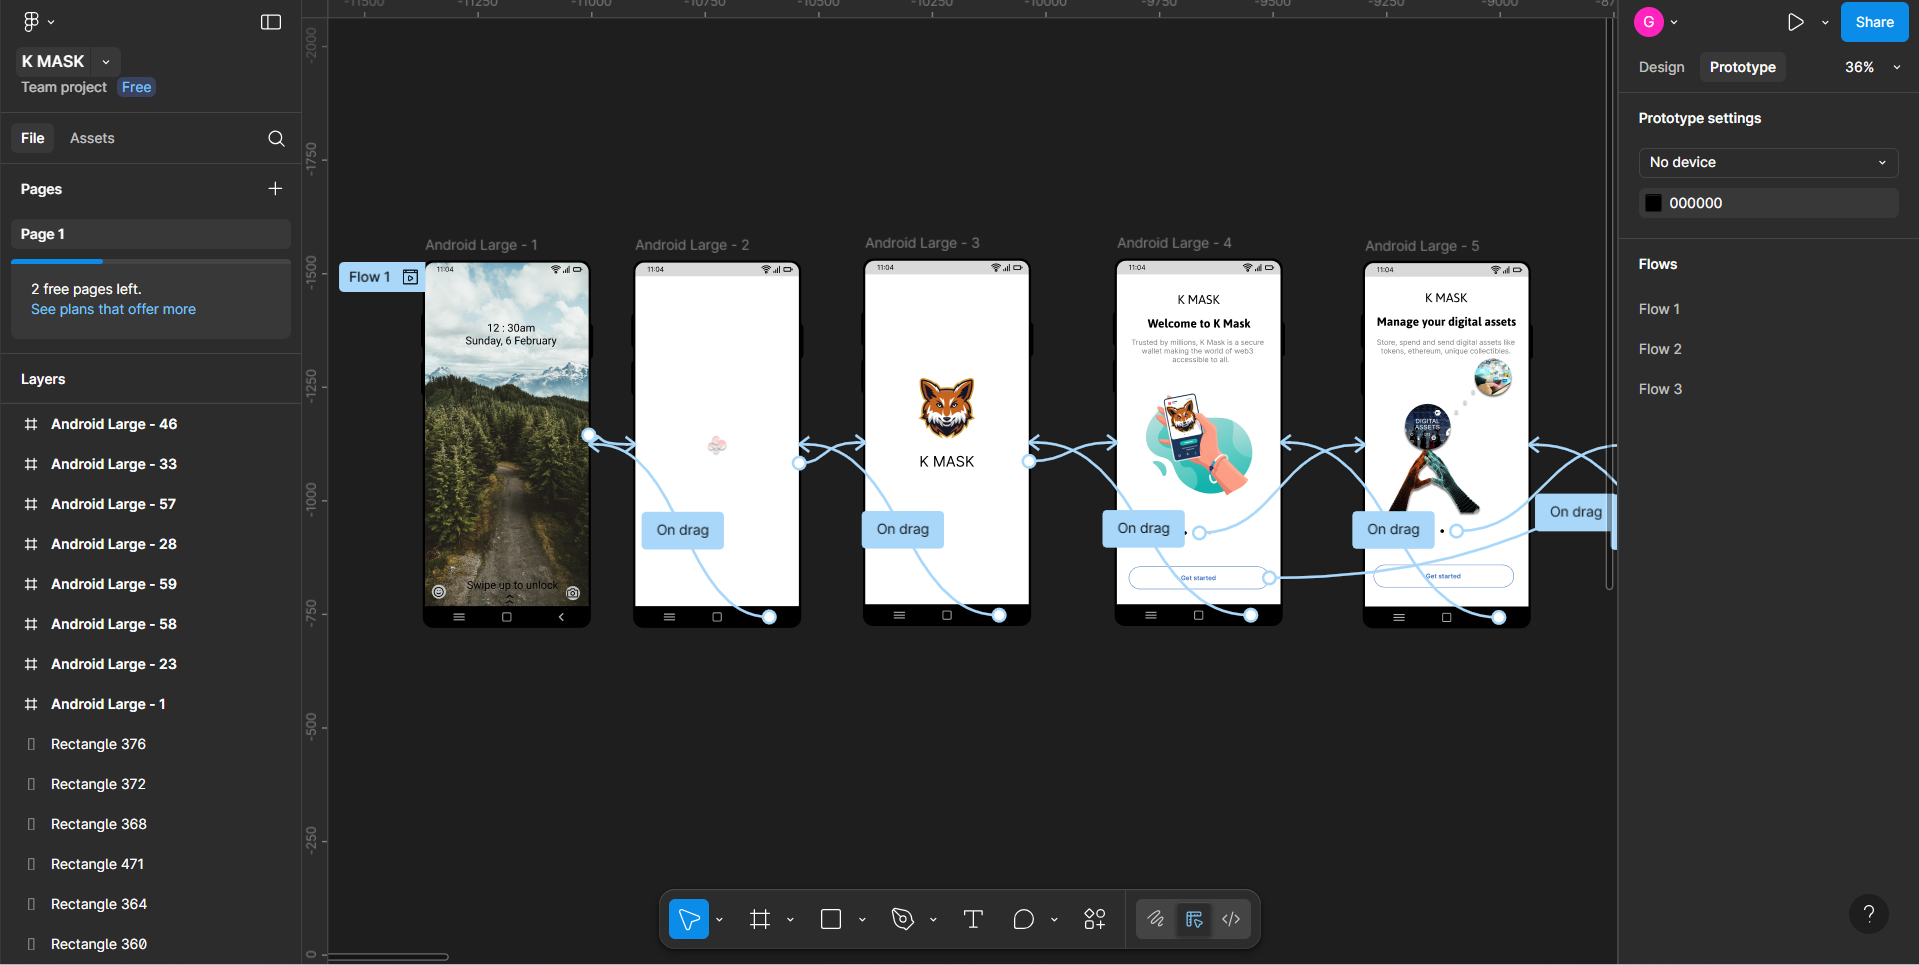 K MASK
Team project Free
File Assets
Pages
Page 1
2 free pages left.
See plans that offer more
Layers
Android Large - 46
Android Large - 33
Android Large - 57
Android Large - 28
Android Large - 59
Android Large - 58
Android Large - 23
Android Large - 1
Rectangle 376
Rectangle 372
Rectangle 368
Rectangle 471
Rectangle 364
Rectangle 360
-11500 -11250 -11000 -10750 -10500 -10250 -10000 -9750 -9500 -9250 -9000
-2000
-1750
-1500
-1250
-1000
-750
-500
-250
0
Flow 1
Android Large - 1
11:04
12 : 30am
Sunday, 6 February
Swipe up to unlock
Android Large - 2
11:04
On drag
Android Large - 3
11:04
K MASK
On drag
Android Large - 4
11:04
K MASK
Welcome to K Mask
Trusted by millions, K Mask is a secure
wallet making the world of web3
accessible to all.
On drag
Get started
Android Large - 5
11:04
K MASK
Manage your digital assets
Store, spend and send digital assets like
tokens, ethereum, unique collectibles.
DIGITAL
ASSETS
On drag
Get started
On drag
G
Share
Design Prototype 36%
Prototype settings
No device
000000
Flows
Flow 1
Flow 2
Flow 3
?